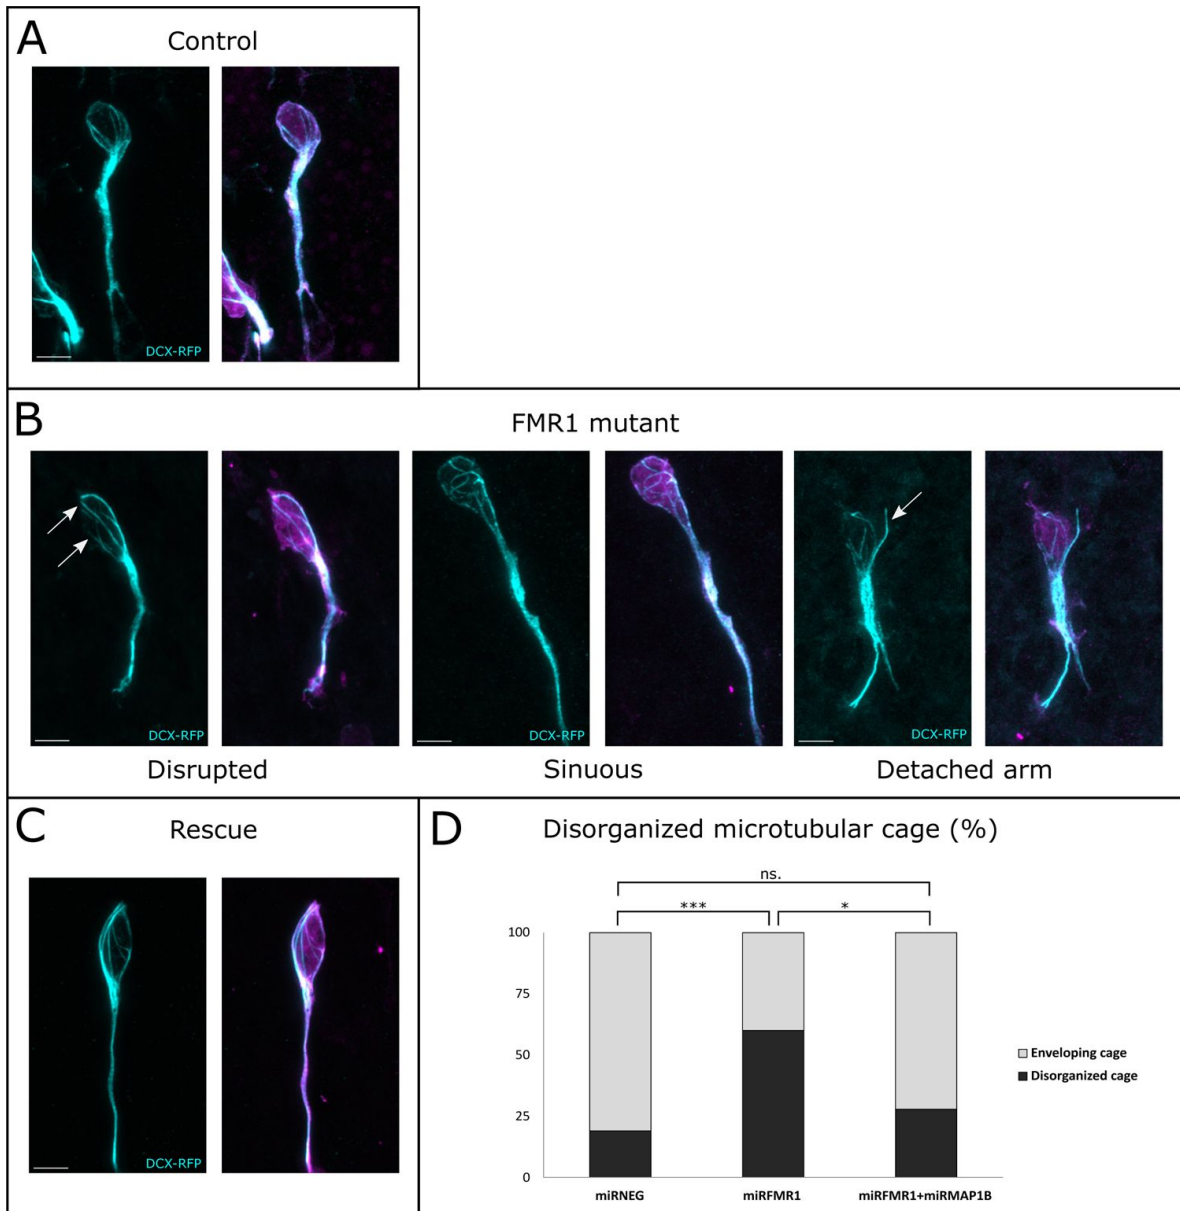 A
Control
DCX-RFP
B
FMR1 mutant
DCX-RFP
DCX-RFP
DCX-RFP
Disrupted
Sinuous
Detached arm
C
Rescue
DCX-RFP
D
Disorganized microtubular cage (%)
ns.
***
*
100
75
50
25
0
Enveloping cage
Disorganized cage
miRNEG
miRFMR1
miRFMR1+miRMAP1B